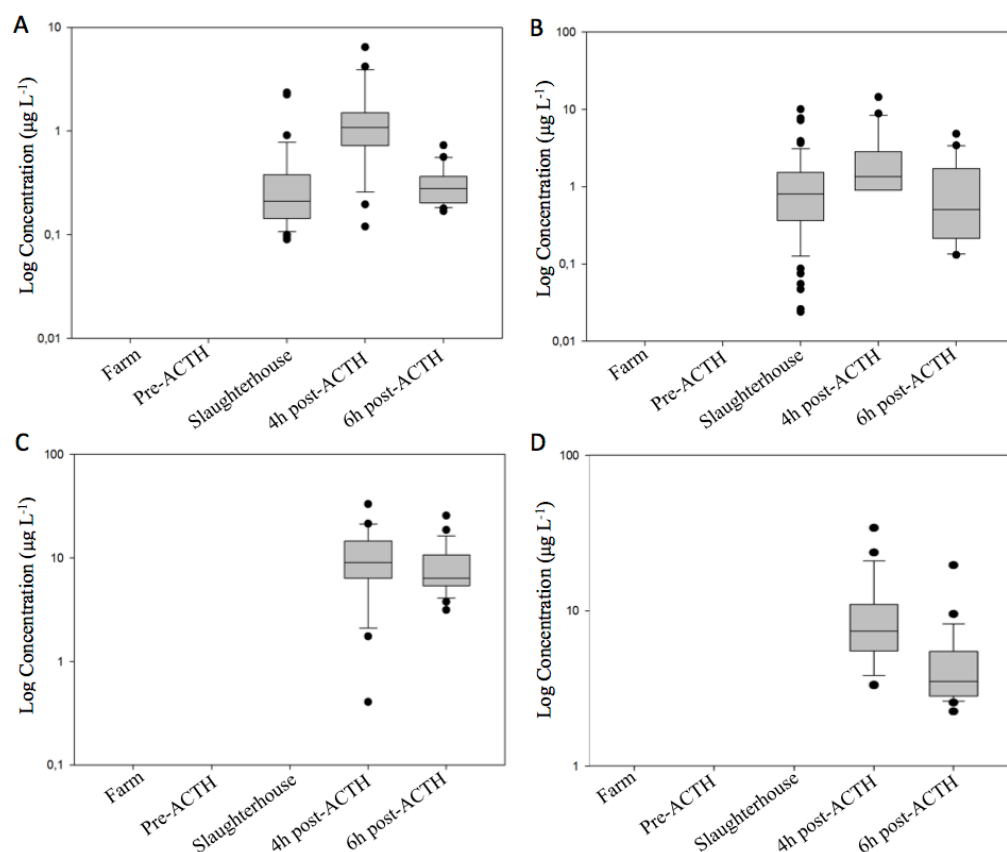 A
Log Concentration (µg L-1)
10
1
0,1
0,01
Farm
Pre-ACTH
Slaughterhouse
4h post-ACTH
6h post-ACTH
B
Log Concentration (µg L-1)
100
10
1
0,1
0,01
Farm
Pre-ACTH
Slaughterhouse
4h post-ACTH
6h post-ACTH
C
Log Concentration (µg L-1)
100
10
1
0,1
Farm
Pre-ACTH
Slaughterhouse
4h post-ACTH
6h post-ACTH
D
Log Concentration (µg L-1)
100
10
1
Farm
Pre-ACTH
Slaughterhouse
4h post-ACTH
6h post-ACTH